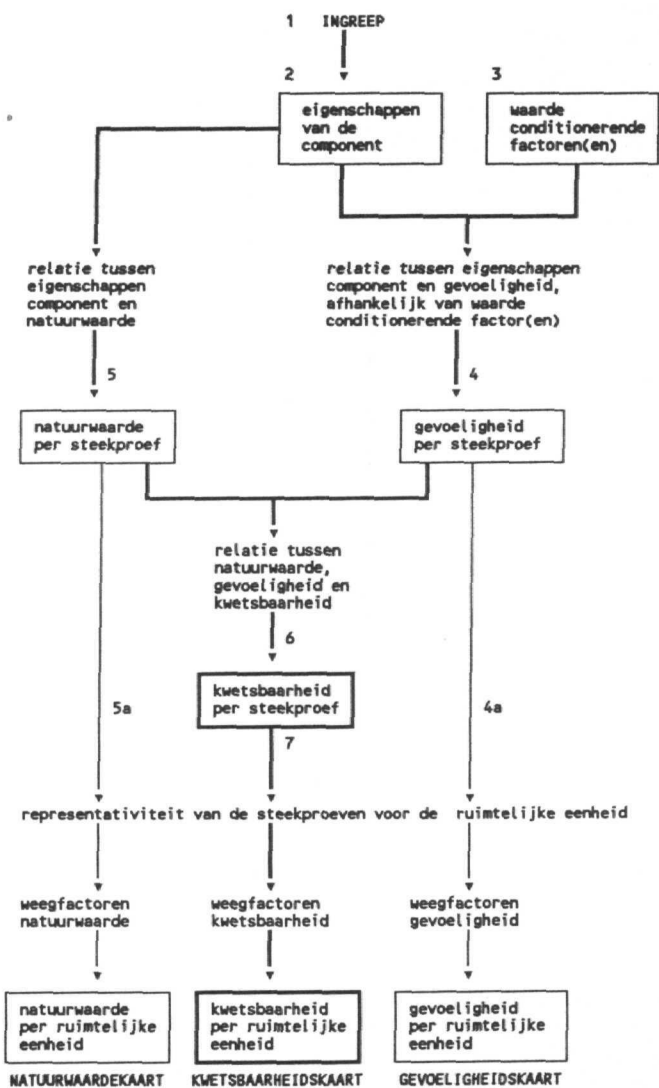 1 INGREEP
2
3
eigenschappen
van de
component
waarde
conditionerende
factoren(en)
relatie tussen
eigenschappen
component en
natuurwaarde
relatie tussen eigenschappen
component en gevoeligheid,
afhankelijk van waarde
conditionerende factor(en)
5
4
natuurwaarde
per steekproef
gevoeligheid
per steekproef
relatie tussen
natuurwaarde,
gevoeligheid en
kwetsbaarheid
6
kwetsbaarheid
per steekproef
5a
4a
7
representativiteit van de steekproeven voor de ruimtelijke eenheid
weegfactoren
natuurwaarde
weegfactoren
kwetsbaarheid
weegfactoren
gevoeligheid
natuurwaarde
per ruimtelijke
eenheid
kwetsbaarheid
per ruimtelijke
eenheid
gevoeligheid
per ruimtelijke
eenheid
NATUURWAARDEKAART
KWETSBAARHEIDSKAART
GEVOELIGHEIDSKAART